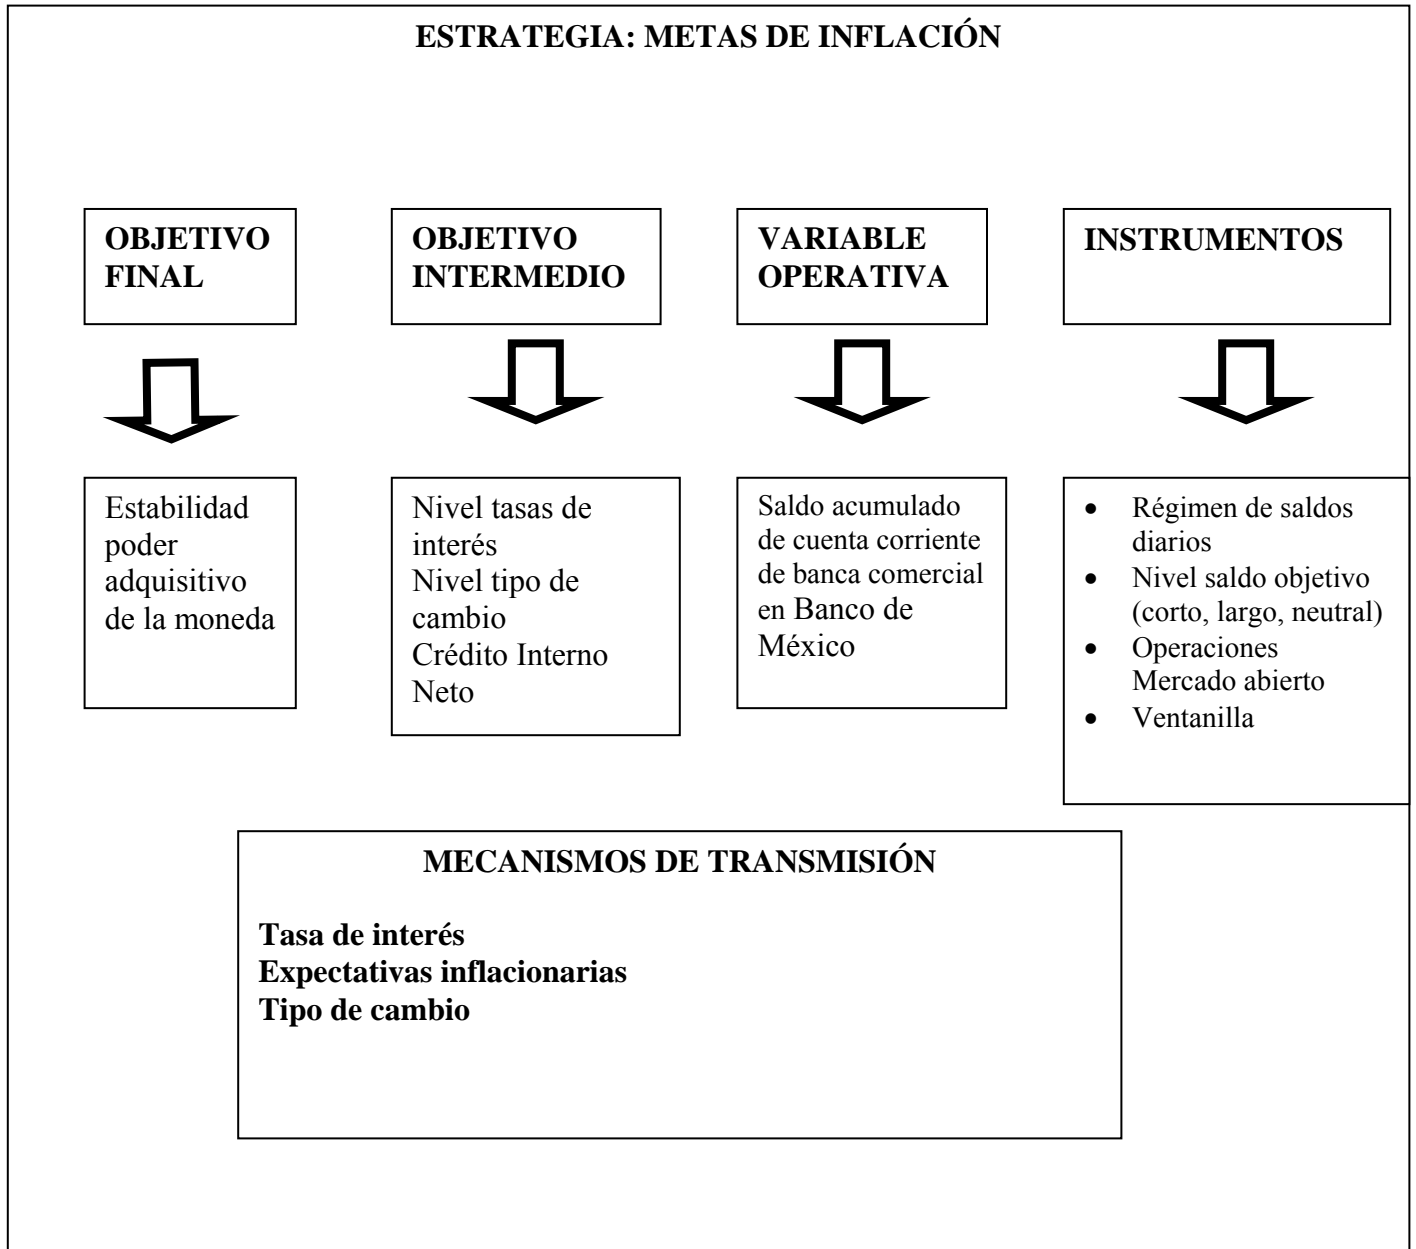 ESTRATEGIA: METAS DE INFLACIÓN
OBJETIVO
FINAL
OBJETIVO
INTERMEDIO
VARIABLE
OPERATIVA
INSTRUMENTOS
Estabilidad
poder
adquisitivo
de la moneda
Nivel tasas de
interés
Nivel tipo de
cambio
Crédito Interno
Neto
Saldo acumulado
de cuenta corriente
de banca comercial
en Banco de
México
• Régimen de saldos
diarios
• Nivel saldo objetivo
(corto, largo, neutral)
• Operaciones
Mercado abierto
• Ventanilla
MECANISMOS DE TRANSMISIÓN
Tasa de interés
Expectativas inflacionarias
Tipo de cambio